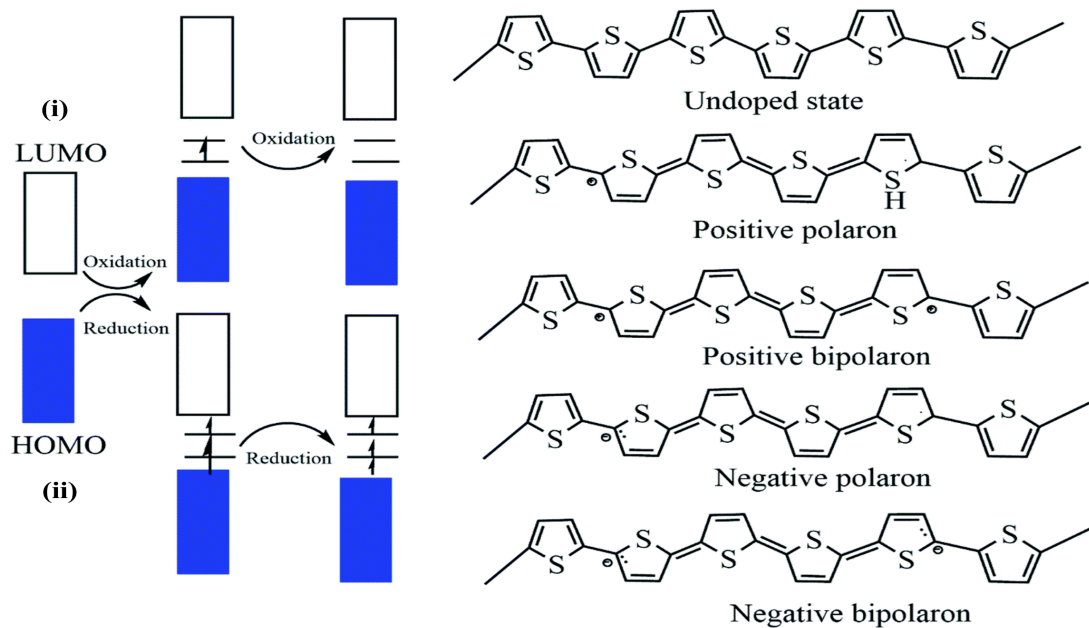 (i)
LUMO
Oxidation
Oxidation
Reduction
HOMO
(ii)
Reduction
S S S S S S
Undoped state
S S S S S S
H
Positive polaron
S S S S S S
Positive bipolaron
S S S S S S
Negative polaron
S S S S S S
Negative bipolaron